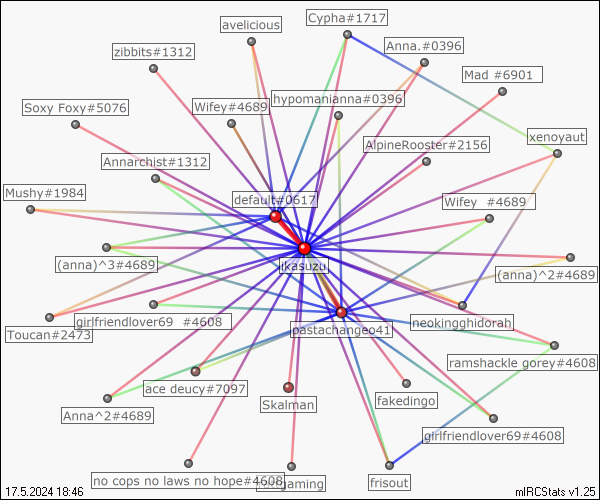 Cypha#1717
avelicious
Anna.#0396
zibbits#1312
Mad #6901
hypomanianna#0396
Soxy Foxy#5076
Wifey#4689
xenoyaut
AlpineRooster#2156
Annarchist#1312
Mushy#1984
default#0617
Wifey #4689
ikasuzu
(anna)^3#4689
(anna)^2#4689
girlfriendlover69 #4608
neokingghidorah
pastachangeo41
Toucan#2473
ramshackle gorey#4608
ace deucy#7097
fakedingo
Skalman
Anna^2#4689
girlfriendlover69#4608
no cops no laws no hope#4608
gaming
frisout
17.5.2024 18:46
mIRCStats v1.25